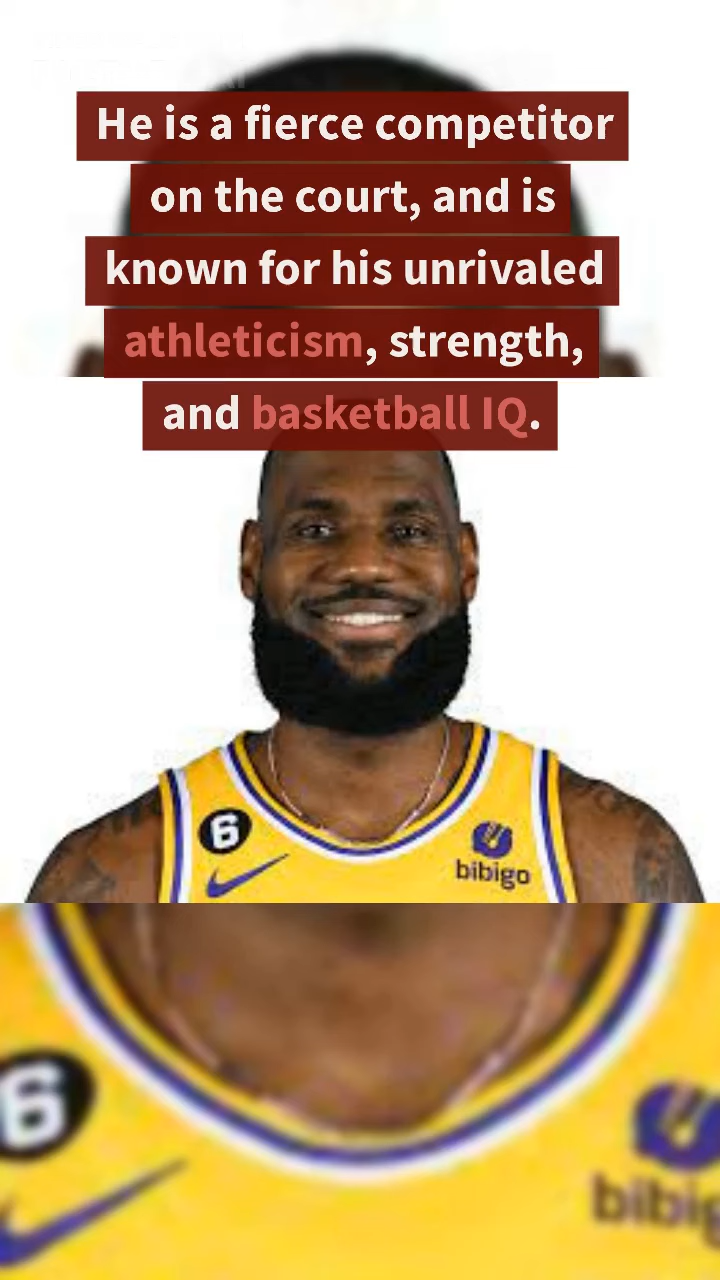 He is a fierce competitor
on the court, and is
known for his unrivaled
athleticism, strength,
and basketball IQ.
6
bibigo
6
bibig